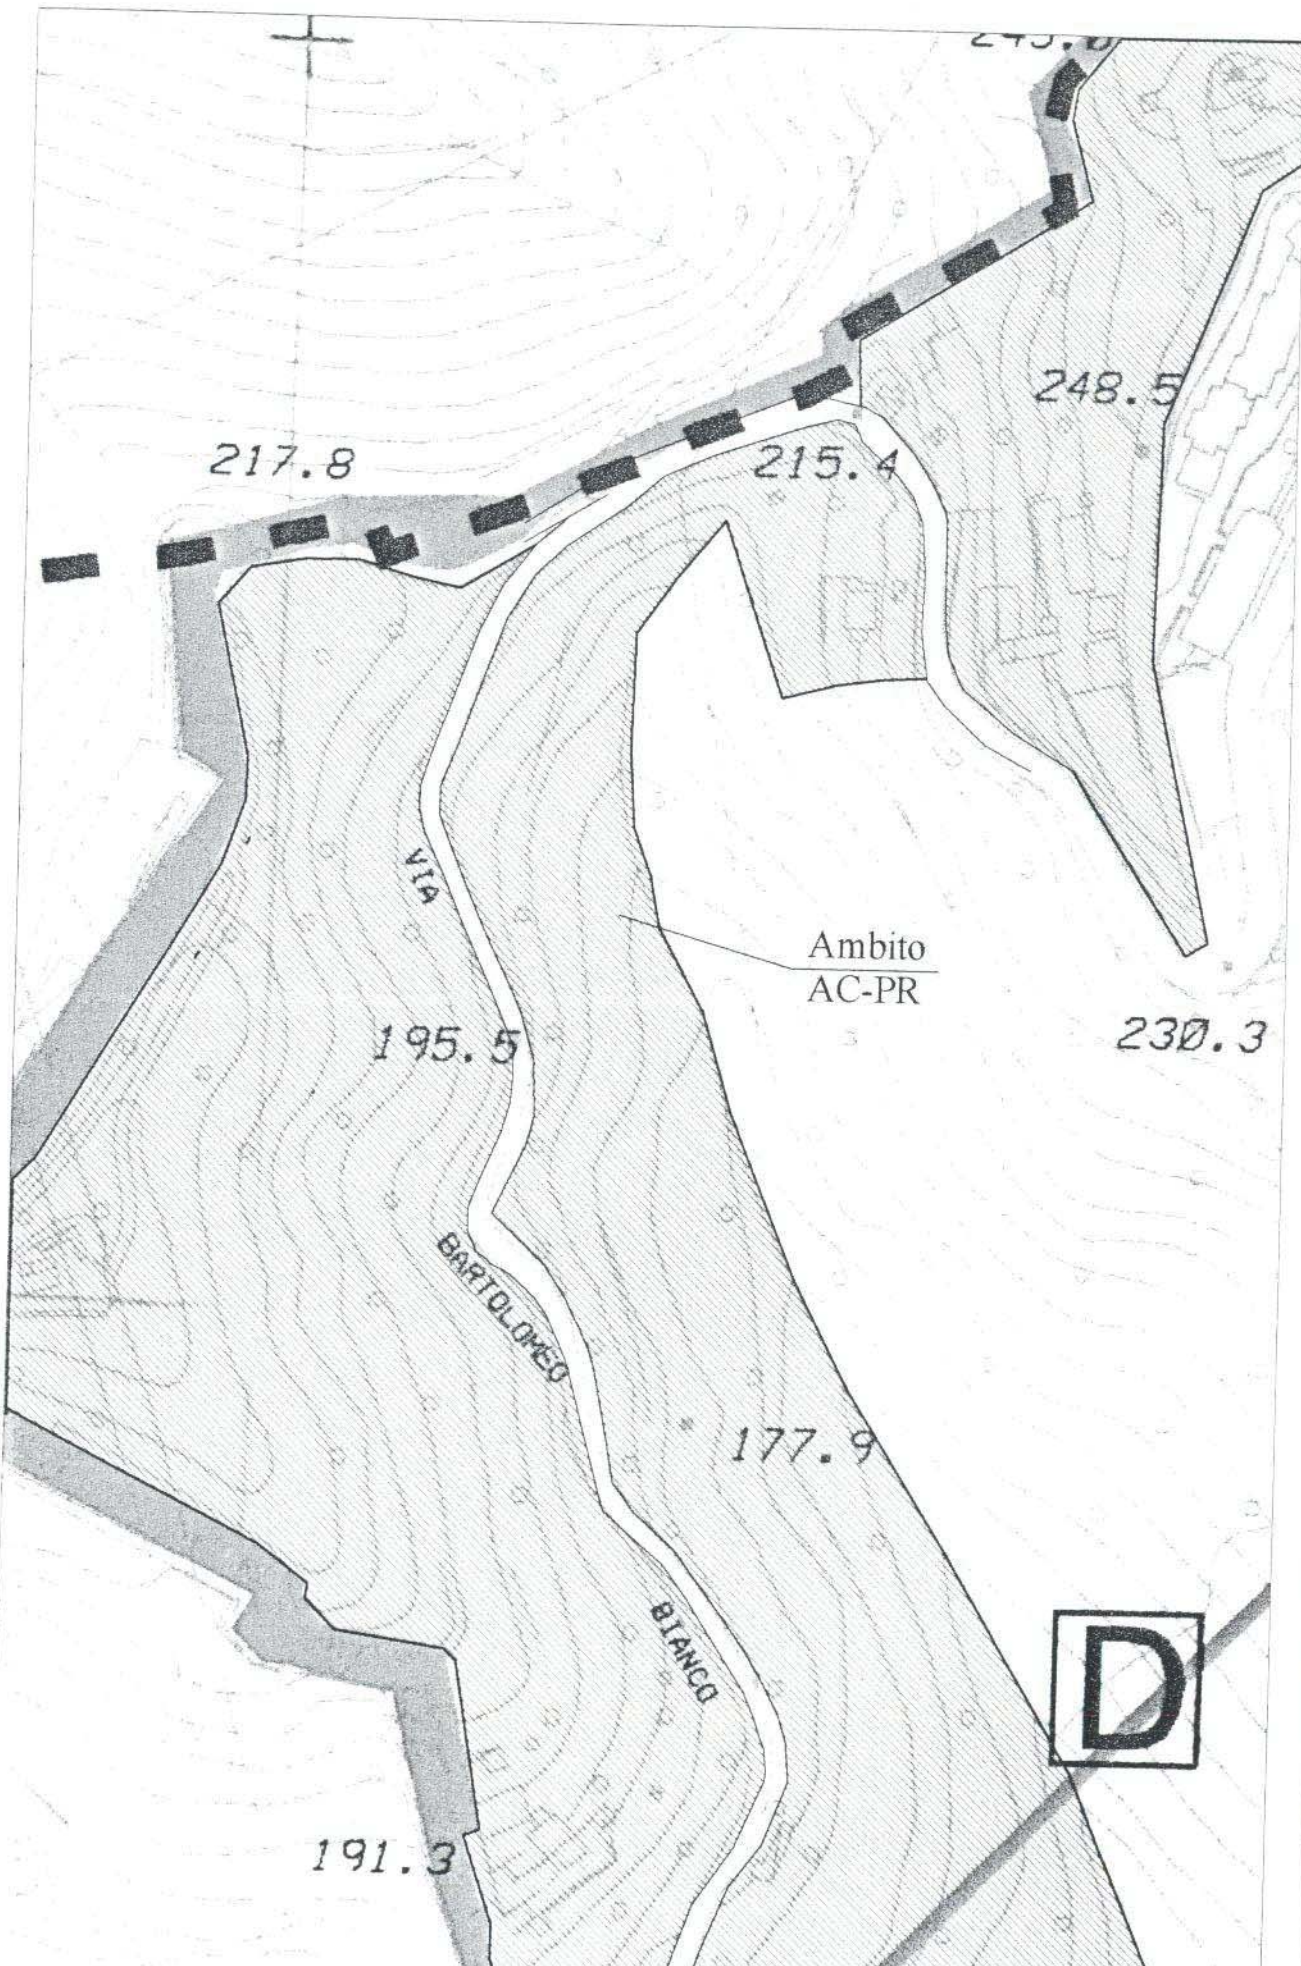 248.5
217.8
215.4
VIA
Ambito
AC-PR
195.5
230.3
BARTOLOMEO
177.9
BIANCO
D
191.3